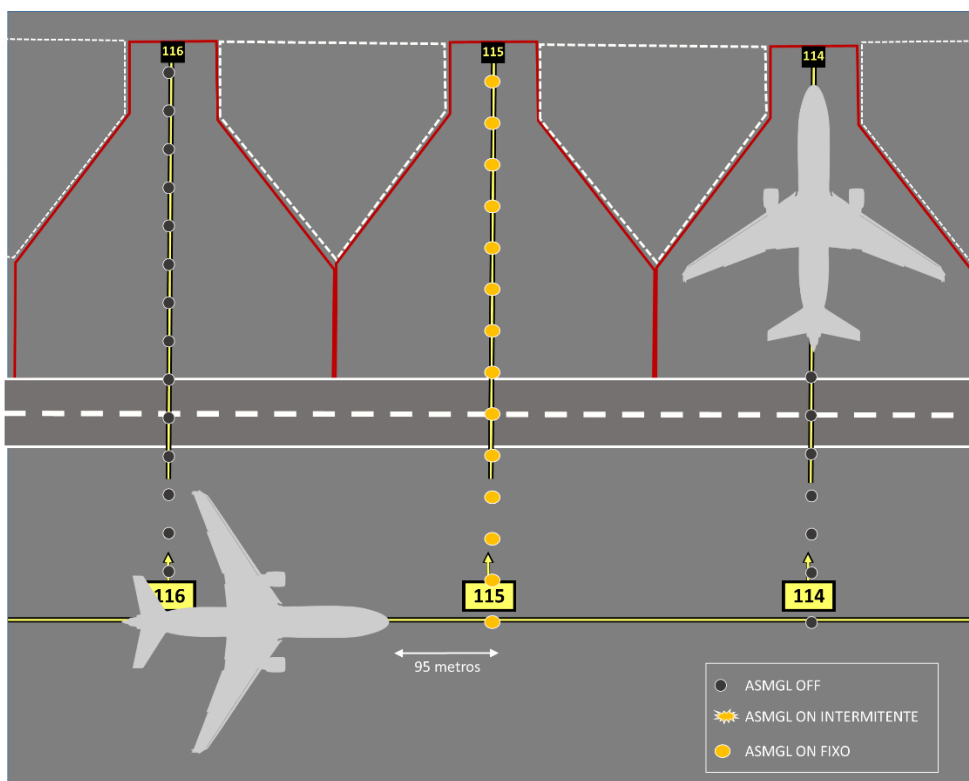 116
115
114
116
115
114
95 metros
ASMGL OFF
ASMGL ON INTERMITENTE
ASMGL ON FIXO